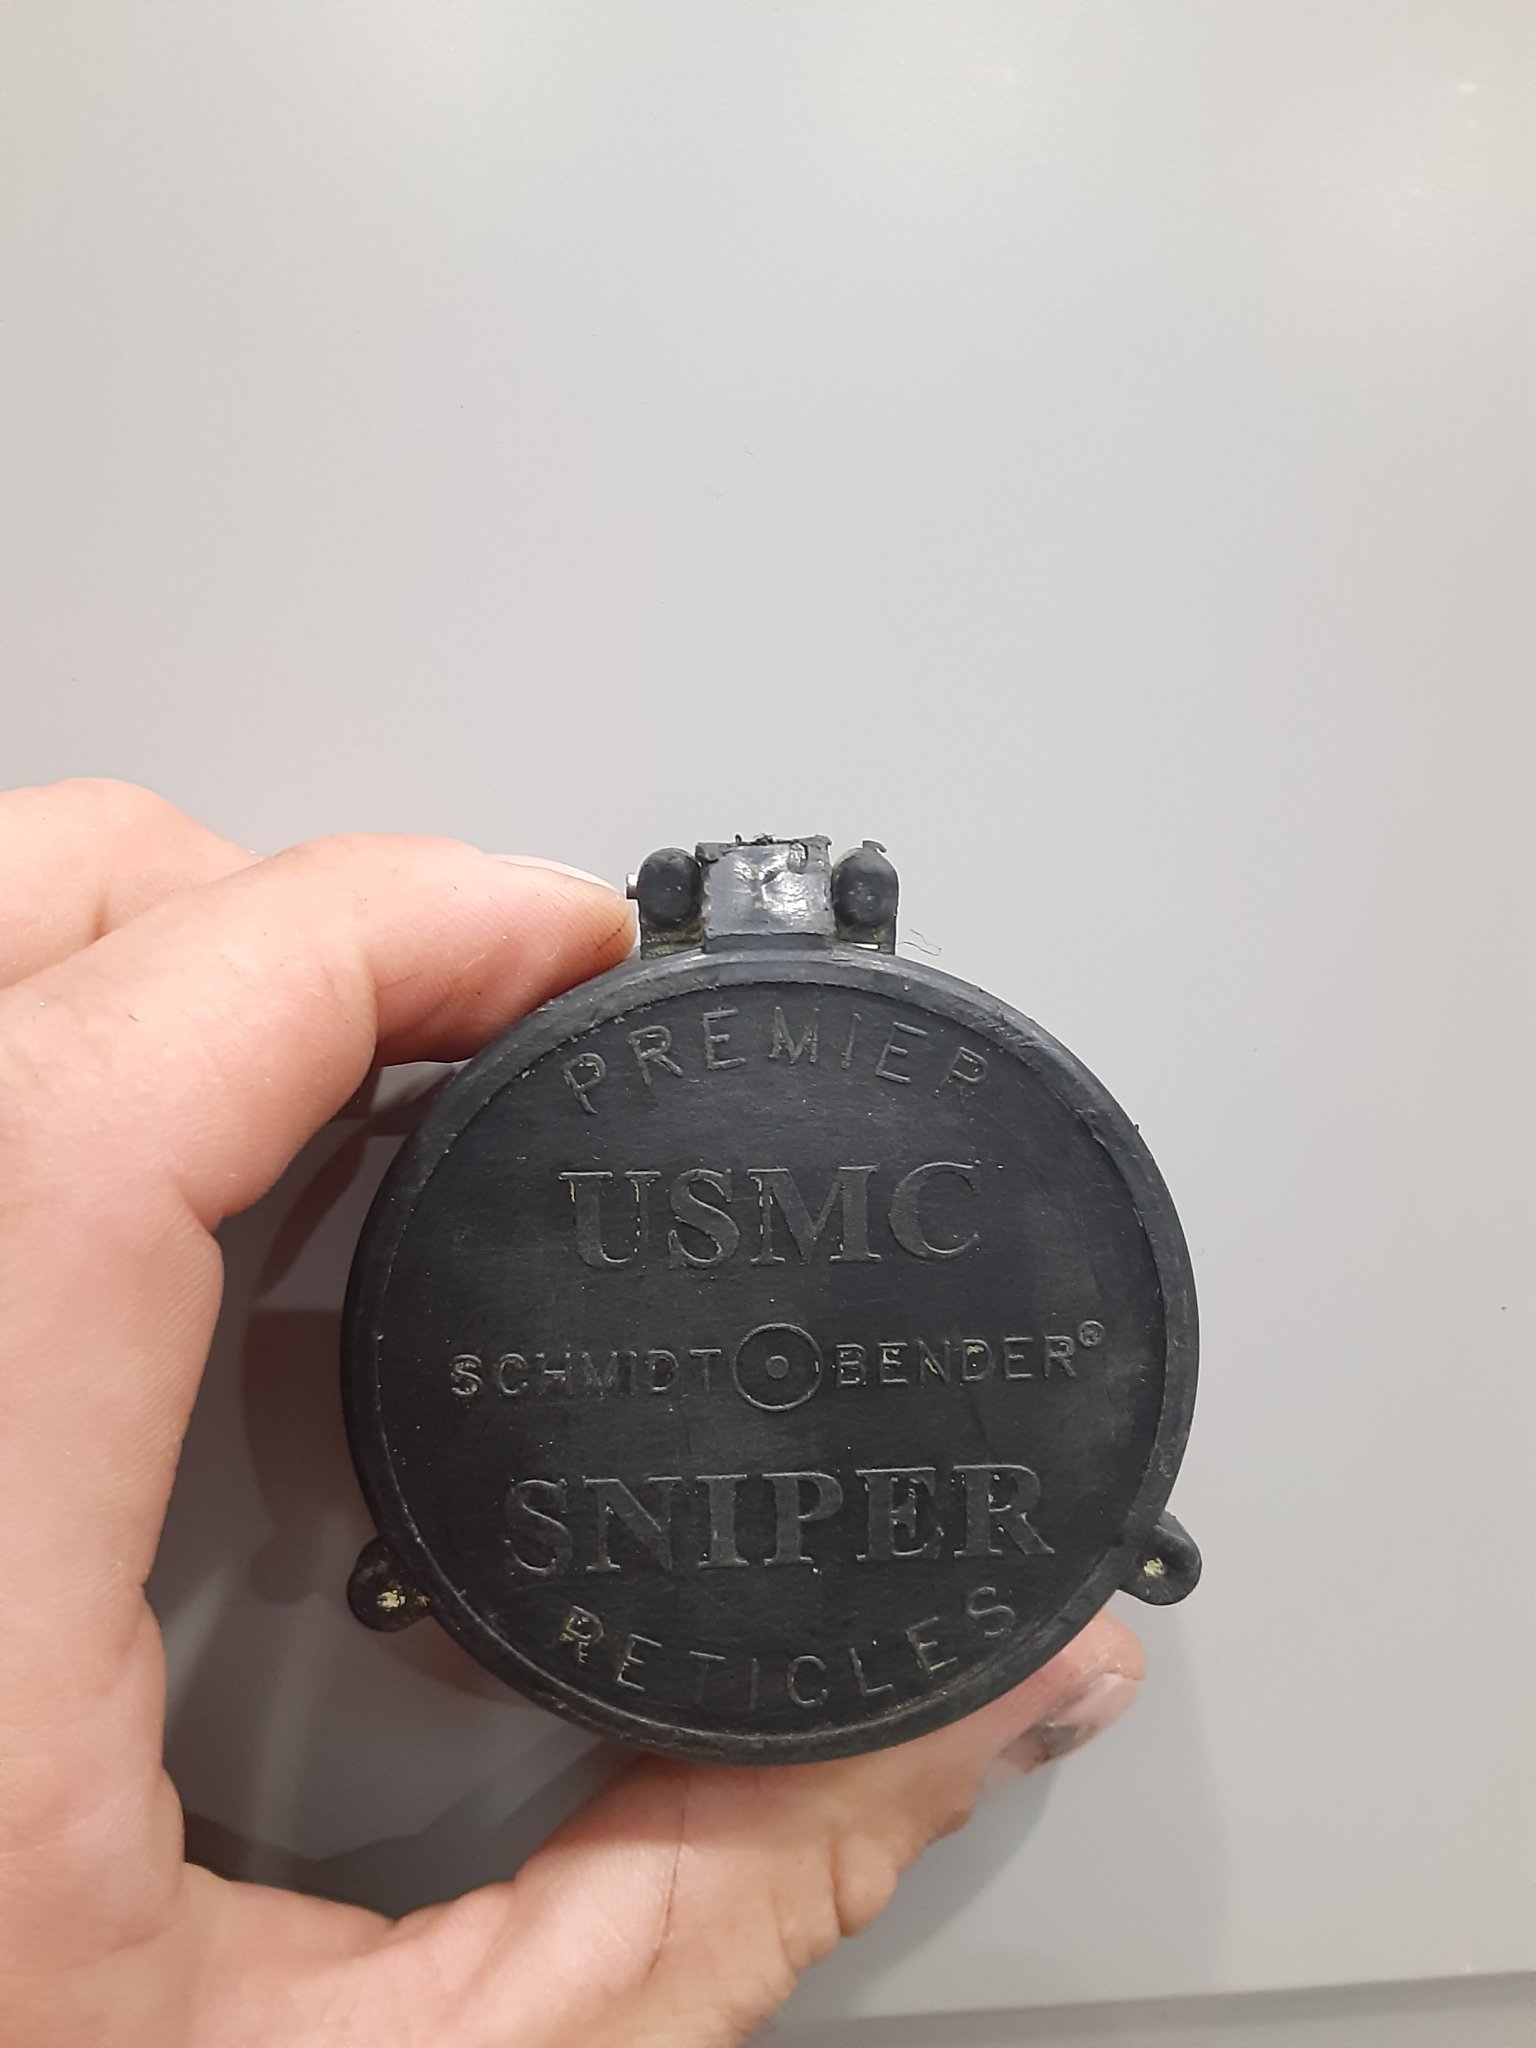 PREMIER
USMC
SCHMIDT BENDER®
SNIPER
RETICLES